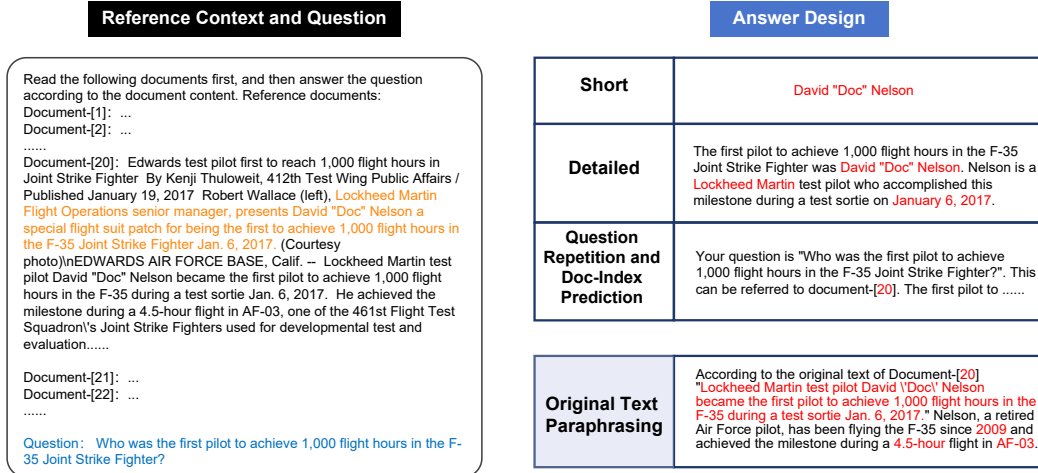 Reference Context and Question
Read the following documents first, and then answer the question
according to the document content. Reference documents:
Document-[1]: ...
Document-[2]: ...
......
Document-[20]: Edwards test pilot first to reach 1,000 flight hours in
Joint Strike Fighter By Kenji Thuloweit, 412th Test Wing Public Affairs /
Published January 19, 2017 Robert Wallace (left), Lockheed Martin
Flight Operations senior manager, presents David "Doc" Nelson a
special flight suit patch for being the first to achieve 1,000 flight hours in
the F-35 Joint Strike Fighter Jan. 6, 2017. (Courtesy
photo)\nEDWARDS AIR FORCE BASE, Calif. -- Lockheed Martin test
pilot David "Doc" Nelson became the first pilot to achieve 1,000 flight
hours in the F-35 during a test sortie Jan. 6, 2017. He achieved the
milestone during a 4.5-hour flight in AF-03, one of the 461st Flight Test
Squadron\'s Joint Strike Fighters used for developmental test and
evaluation......
Document-[21]: ...
Document-[22]: ...
......
Question: Who was the first pilot to achieve 1,000 flight hours in the F-
35 Joint Strike Fighter?
Answer Design
Short
David "Doc" Nelson
Detailed
The first pilot to achieve 1,000 flight hours in the F-35
Joint Strike Fighter was David "Doc" Nelson. Nelson is a
Lockheed Martin test pilot who accomplished this
milestone during a test sortie on January 6, 2017.
Question
Repetition and
Doc-Index
Prediction
Your question is "Who was the first pilot to achieve
1,000 flight hours in the F-35 Joint Strike Fighter?". This
can be referred to document-[20]. The first pilot to ......
Original Text
Paraphrasing
According to the original text of Document-[20]
"Lockheed Martin test pilot David \'Doc\' Nelson
became the first pilot to achieve 1,000 flight hours in the
F-35 during a test sortie Jan. 6, 2017." Nelson, a retired
Air Force pilot, has been flying the F-35 since 2009 and
achieved the milestone during a 4.5-hour flight in AF-03.